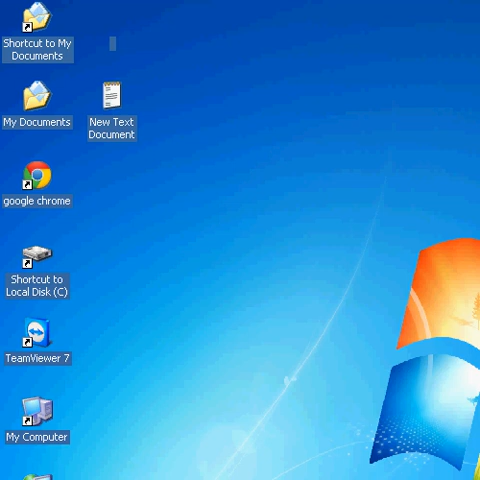 Shortcut to My
Documents
My Documents
New Text
Document
google chrome
Shortcut to
Local Disk (C)
TeamViewer 7
My Computer